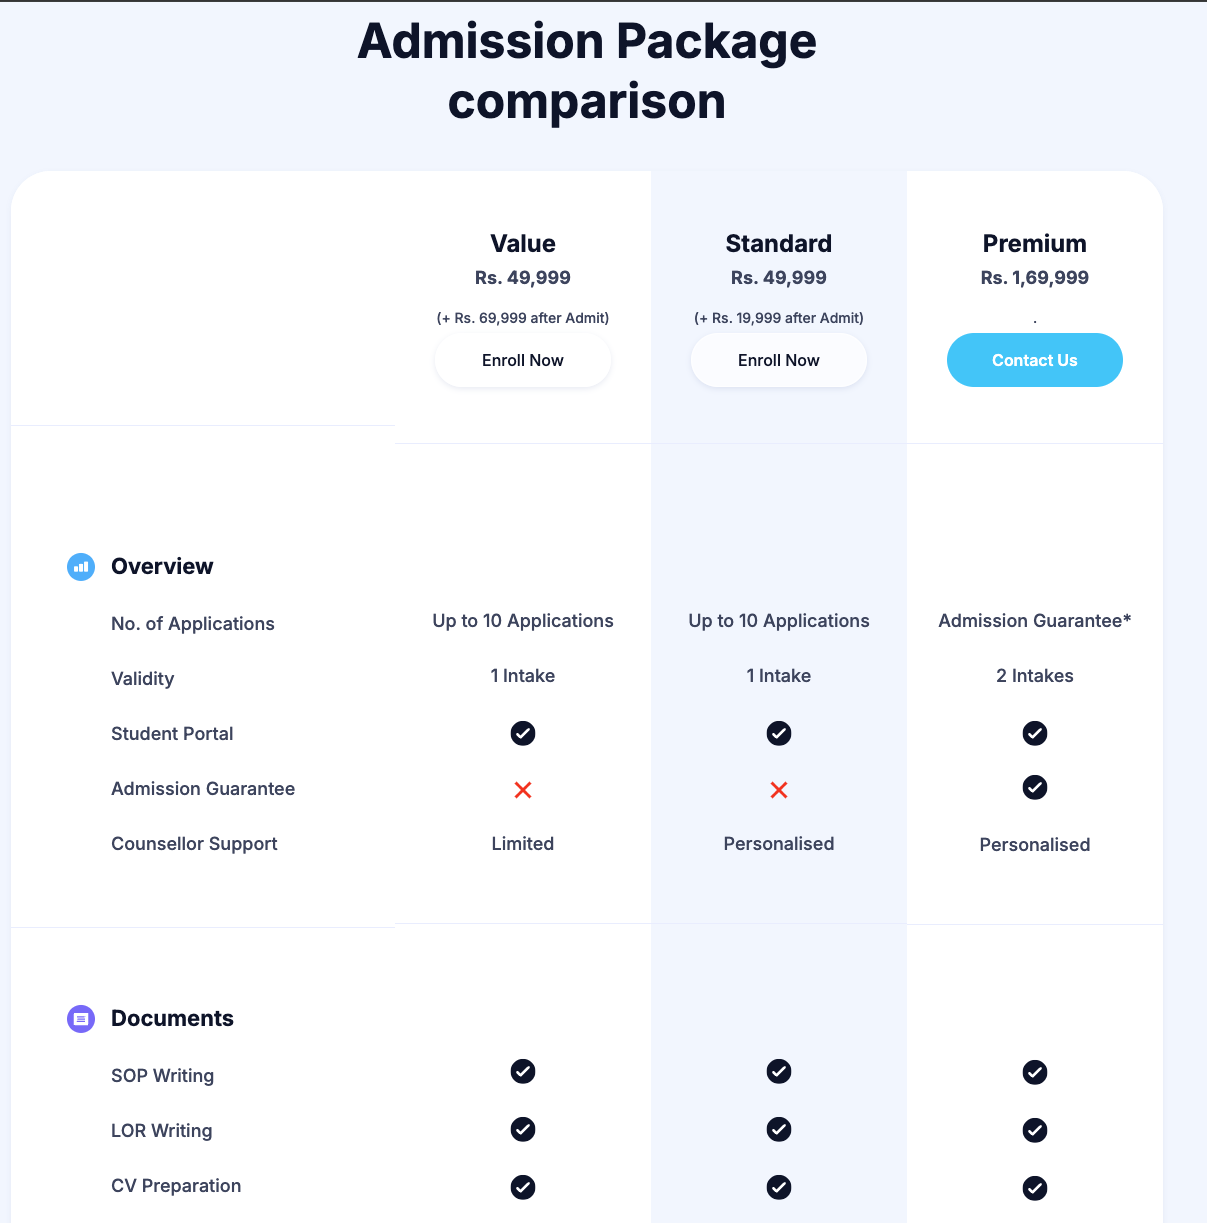 Admission Package
comparison
Value
Standard
Premium
Rs. 49,999
Rs. 49,999
Rs. 1,69,999
(+ Rs. 69,999 after Admit)
(+ Rs. 19,999 after Admit)
.
Enroll Now
Enroll Now
Contact Us
Overview
No. of Applications
Up to 10 Applications
Up to 10 Applications
Admission Guarantee*
Validity
1 Intake
1 Intake
2 Intakes
Student Portal
Admission Guarantee
Counsellor Support
Limited
Personalised
Personalised
Documents
SOP Writing
LOR Writing
CV Preparation